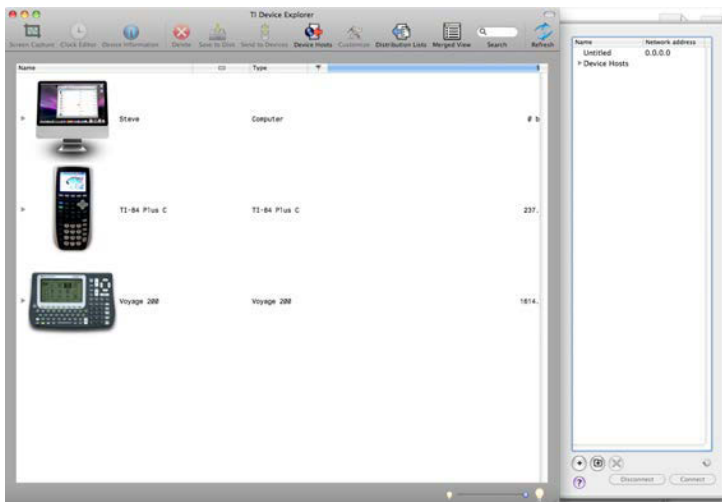 TI Device Explorer
Screen Capture Clock Editor Device Information Delete Save to Disk Send to Devices Device Hosts Customize Distribution Lists Merged View Search Refresh
Name Type
Steve Computer 0 b
TI-84 Plus C TI-84 Plus C 237.
Voyage 200 Voyage 200 1614.
Name Network address
Untitled 0.0.0.0
Device Hosts
Disconnect Connect